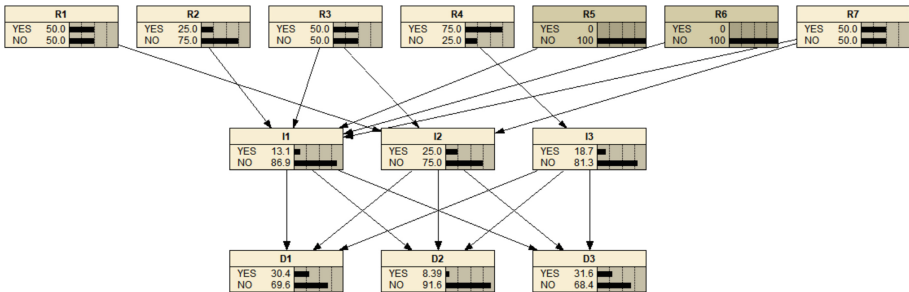 R1 R2 R3 R4 R5 R6 R7
YES 50.0 YES 25.0 YES 50.0 YES 75.0 YES 0 YES 0 YES 50.0
NO 50.0 NO 75.0 NO 50.0 NO 25.0 NO 100 NO 100 NO 50.0
I1 I2 I3
YES 13.1 YES 25.0 YES 18.7
NO 86.9 NO 75.0 NO 81.3
D1 D2 D3
YES 30.4 YES 8.39 YES 31.6
NO 69.6 NO 91.6 NO 68.4